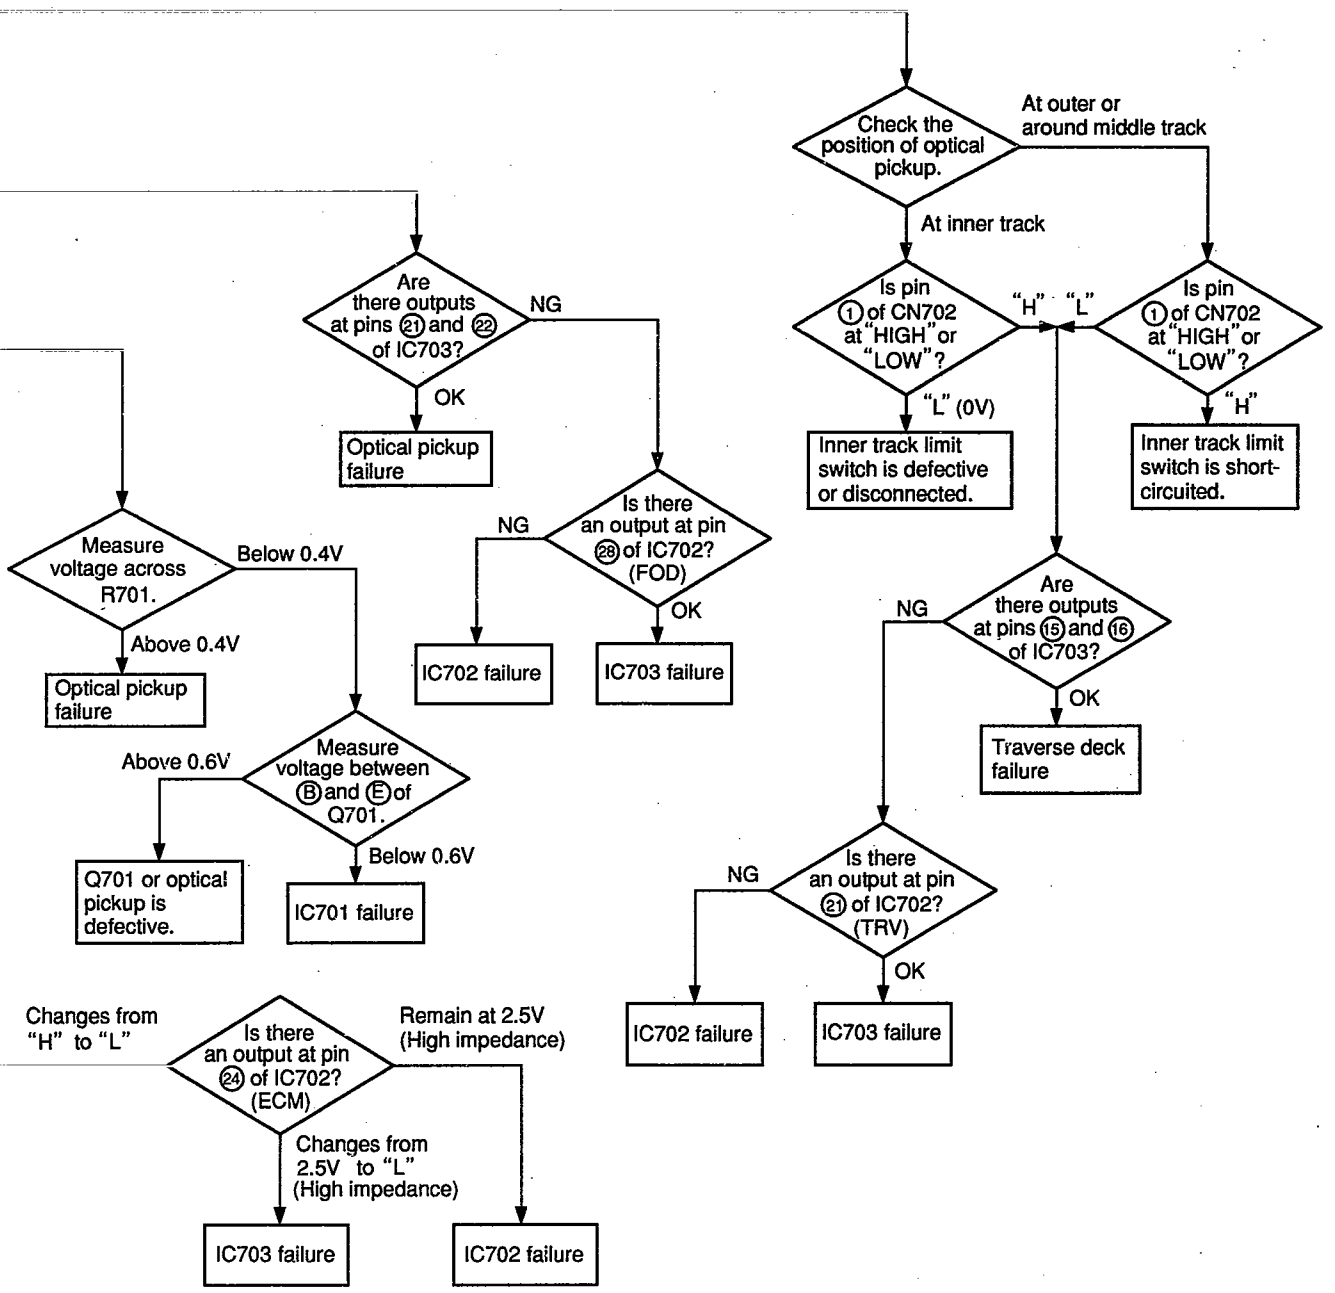 Check the
position of optical
pickup.
At outer or
around middle track
At inner track
Is pin
① of CN702
at "HIGH" or
"LOW"?
"H"
"L" (0V)
Inner track limit
switch is defective
or disconnected.
Is pin
① of CN702
at "HIGH" or
"LOW"?
"L"
"H"
Inner track limit
switch is short-
circuited.
Are
there outputs
at pins ⑮ and ⑯
of IC703?
NG
OK
Traverse deck
failure
Is there
an output at pin
㉑ of IC702?
(TRV)
NG
OK
IC702 failure
IC703 failure
Are
there outputs
at pins ㉑ and ㉒
of IC703?
NG
OK
Optical pickup
failure
Is there
an output at pin
㉘ of IC702?
(FOD)
NG
OK
IC702 failure
IC703 failure
Measure
voltage across
R701.
Below 0.4V
Above 0.4V
Optical pickup
failure
Measure
voltage between
Ⓑ and Ⓔ of
Q701.
Above 0.6V
Below 0.6V
Q701 or optical
pickup is
defective.
IC701 failure
Changes from
"H" to "L"
Is there
an output at pin
㉔ of IC702?
(ECM)
Remain at 2.5V
(High impedance)
Changes from
2.5V to "L"
(High impedance)
IC703 failure
IC702 failure